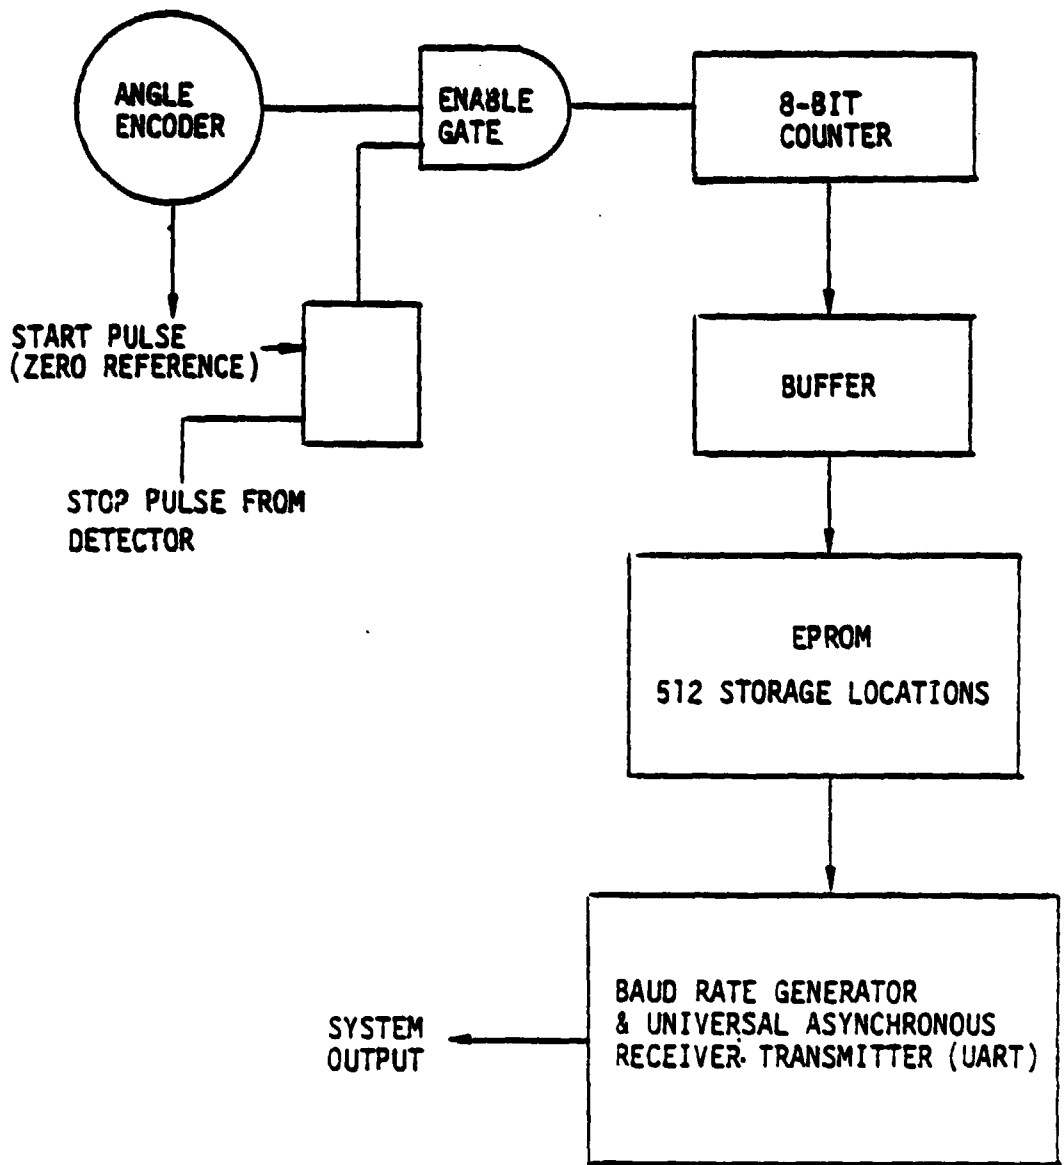 ANGLE
ENCODER
ENABLE
GATE
8-BIT
COUNTER
START PULSE
(ZERO REFERENCE)
BUFFER
STOP PULSE FROM
DETECTOR
EPROM
512 STORAGE LOCATIONS
BAUD RATE GENERATOR
& UNIVERSAL ASYNCHRONOUS
RECEIVER TRANSMITTER (UART)
SYSTEM
OUTPUT